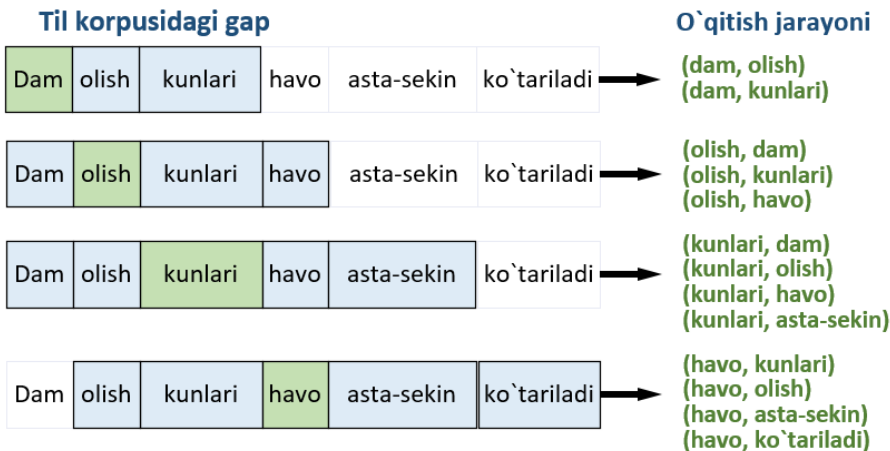 Til korpusidagi gap
O`qitish jarayoni
Dam olish kunlari havo asta-sekin ko`tariladi
(dam, olish)
(dam, kunlari)
Dam olish kunlari havo asta-sekin ko`tariladi
(olish, dam)
(olish, kunlari)
(olish, havo)
Dam olish kunlari havo asta-sekin ko`tariladi
(kunlari, dam)
(kunlari, olish)
(kunlari, havo)
(kunlari, asta-sekin)
Dam olish kunlari havo asta-sekin ko`tariladi
(havo, kunlari)
(havo, olish)
(havo, asta-sekin)
(havo, ko`tariladi)